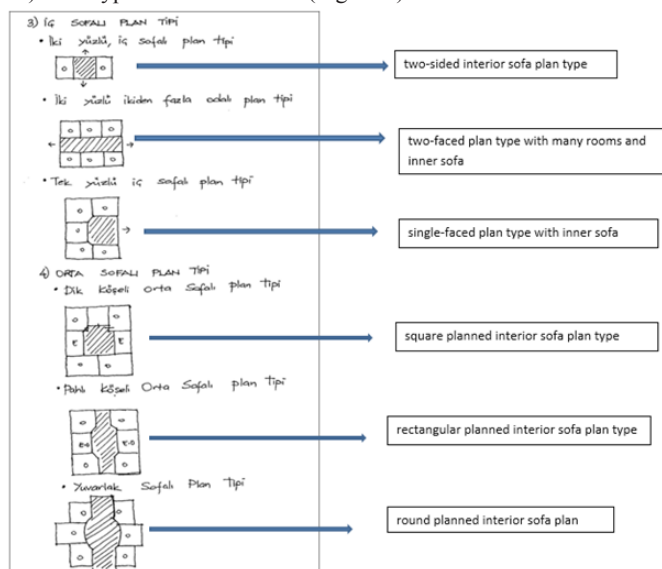 3) İÇ SOFALI PLAN TİPİ
• İki yüzlü, iç sofalı plan tipi
two-sided interior sofa plan type
• İki yüzlü ikiden fazla odalı plan tipi
two-faced plan type with many rooms and
inner sofa
• Tek yüzlü iç sofalı plan tipi
single-faced plan type with inner sofa
4) ORTA SOFALI PLAN TİPİ
• Dik köşeli Orta Sofalı plan tipi
square planned interior sofa plan type
• Pahlı Köşeli Orta Sofalı plan tipi
rectangular planned interior sofa plan type
• Yuvarlak Sofalı Plan Tipi
round planned interior sofa plan